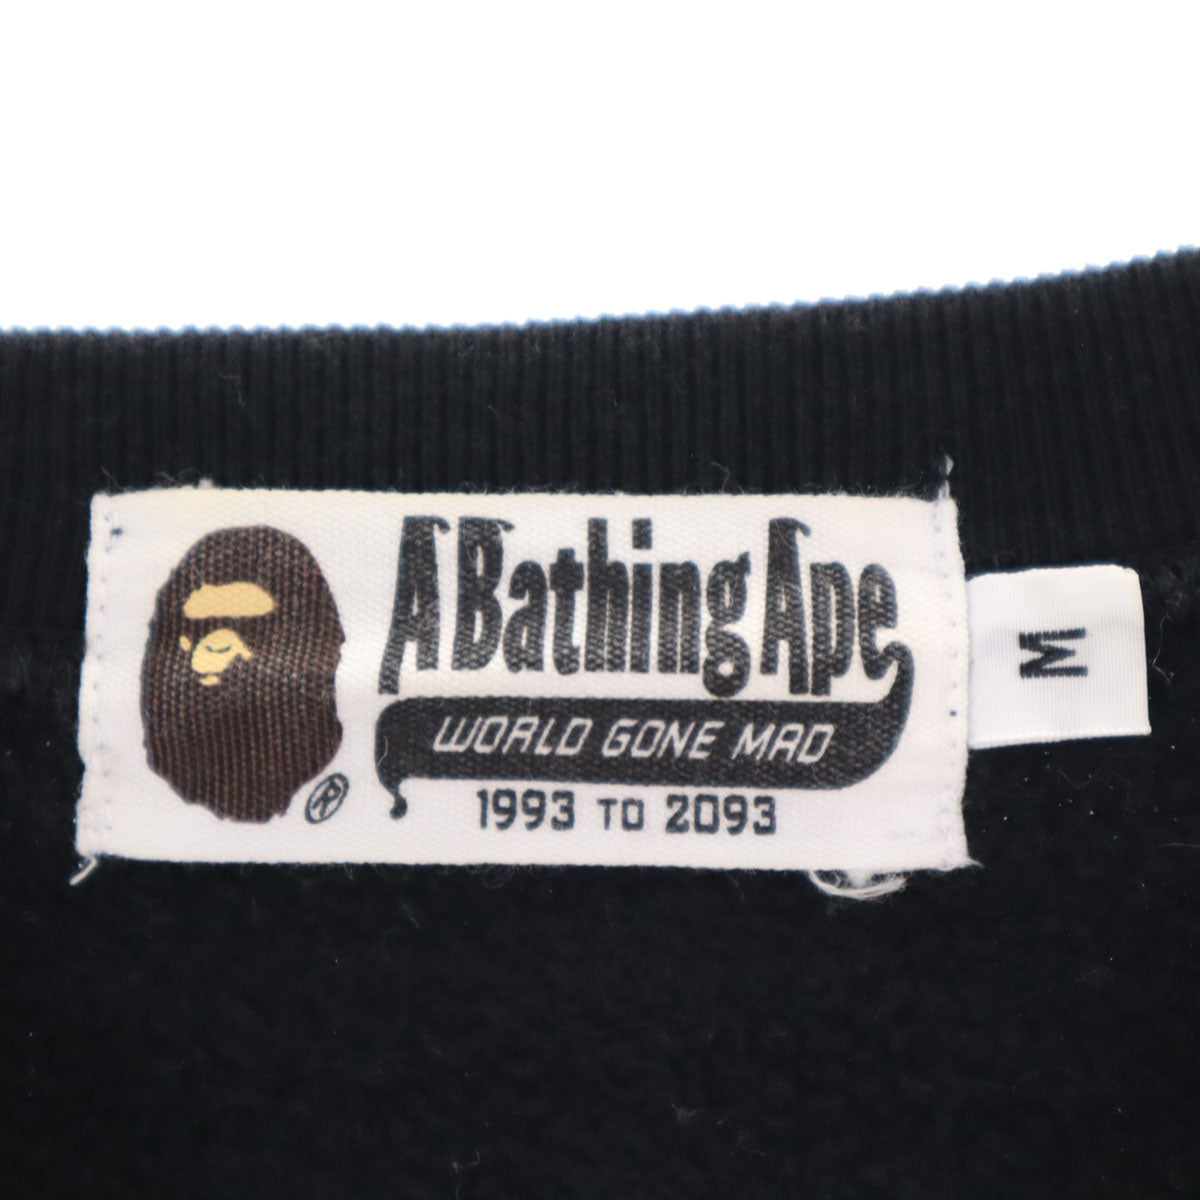 A Bathing Ape
WORLD GONE MAD
1993 TO 2093
®
M